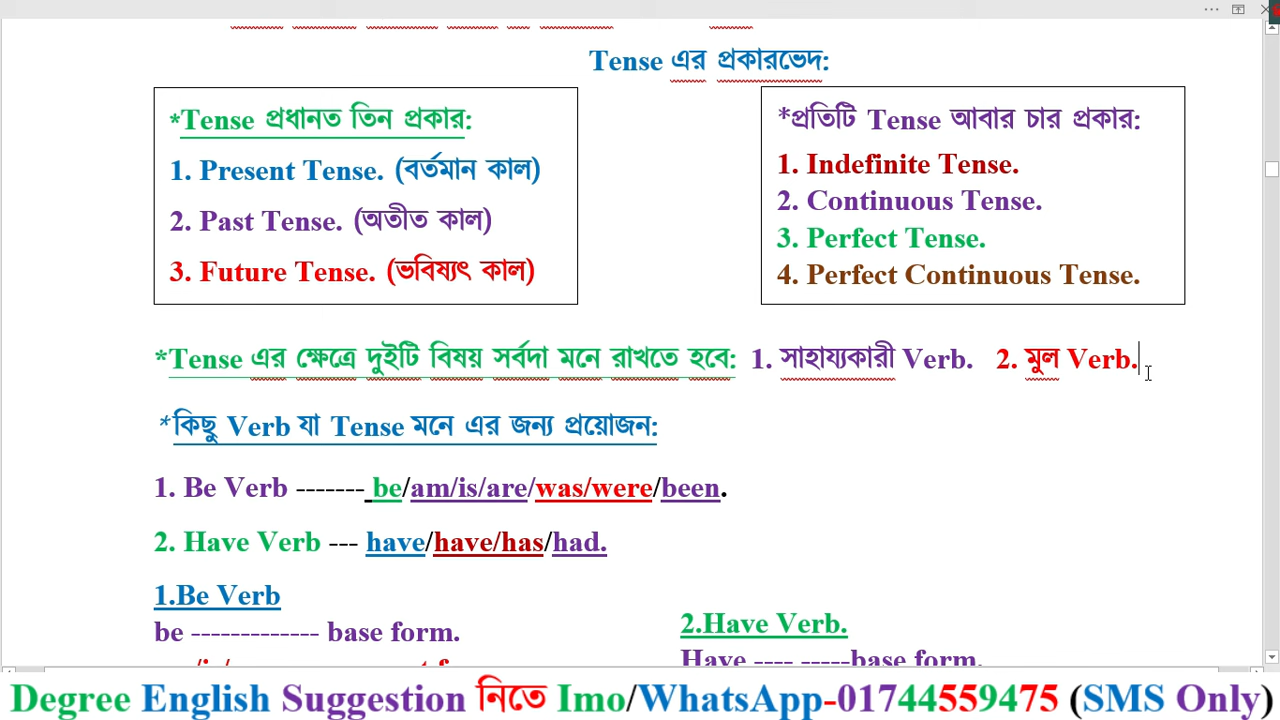 Tense এর প্রকারভেদ:
*Tense প্রধানত তিন প্রকার:
1. Present Tense. (বর্তমান কাল)
2. Past Tense. (অতীত কাল)
3. Future Tense. (ভবিষ্যৎ কাল)
*প্রতিটি Tense আবার চার প্রকার:
1. Indefinite Tense.
2. Continuous Tense.
3. Perfect Tense.
4. Perfect Continuous Tense.
*Tense এর ক্ষেত্রে দুইটি বিষয় সর্বদা মনে রাখতে হবে: 1. সাহায্যকারী Verb. 2. মুল Verb.
*কিছু Verb যা Tense মনে এর জন্য প্রয়োজন:
1. Be Verb ------- be/am/is/are/was/were/been.
2. Have Verb --- have/have/has/had.
1.Be Verb
be ------------- base form.
2.Have Verb.
Have ---- -----base form.
Degree English Suggestion নিতে Imo/WhatsApp-01744559475 (SMS Only)